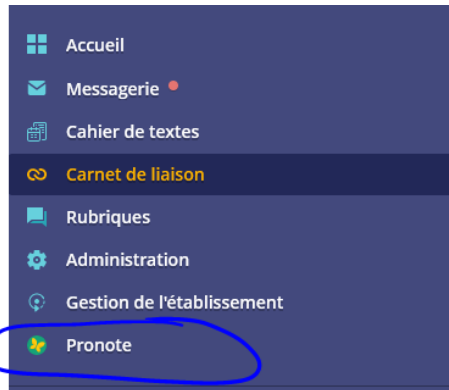 Accueil
Messagerie
Cahier de textes
Carnet de liaison
Rubriques
Administration
Gestion de l'établissement
Pronote